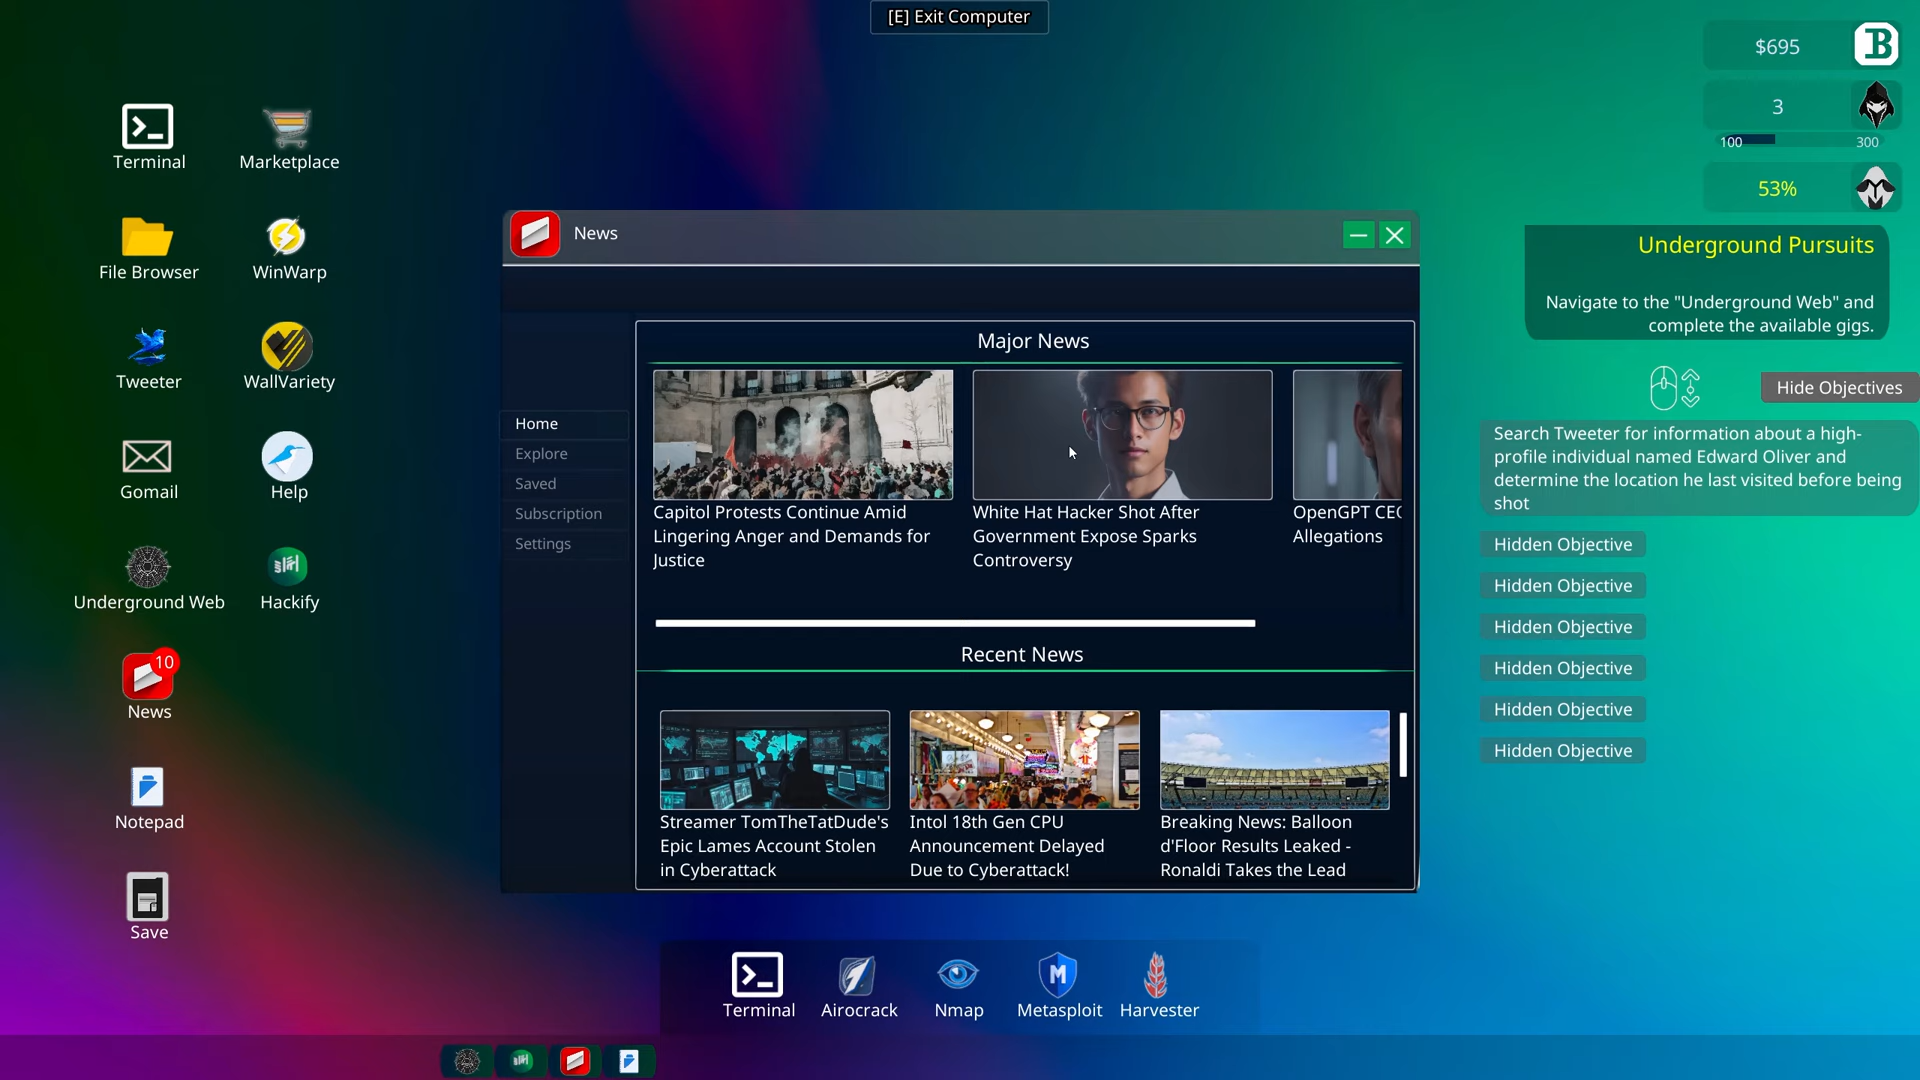 [E] Exit Computer
$695
B
3
100
300
53%
Underground Pursuits
Navigate to the "Underground Web" and
complete the available gigs.
Hide Objectives
Search Tweeter for information about a high-
profile individual named Edward Oliver and
determine the location he last visited before being
shot
Hidden Objective
Hidden Objective
Hidden Objective
Hidden Objective
Hidden Objective
Hidden Objective
Terminal
Marketplace
File Browser
WinWarp
Tweeter
WallVariety
Gomail
Help
Underground Web
Hackify
10
News
Notepad
Save
News
Home
Explore
Saved
Subscription
Settings
Major News
Capitol Protests Continue Amid
Lingering Anger and Demands for
Justice
White Hat Hacker Shot After
Government Expose Sparks
Controversy
OpenGPT CEO
Allegations
Recent News
Streamer TomTheTatDude's
Epic Lames Account Stolen
in Cyberattack
Intol 18th Gen CPU
Announcement Delayed
Due to Cyberattack!
Breaking News: Balloon
d'Floor Results Leaked -
Ronaldi Takes the Lead
Terminal
Airocrack
Nmap
M
Metasploit
Harvester